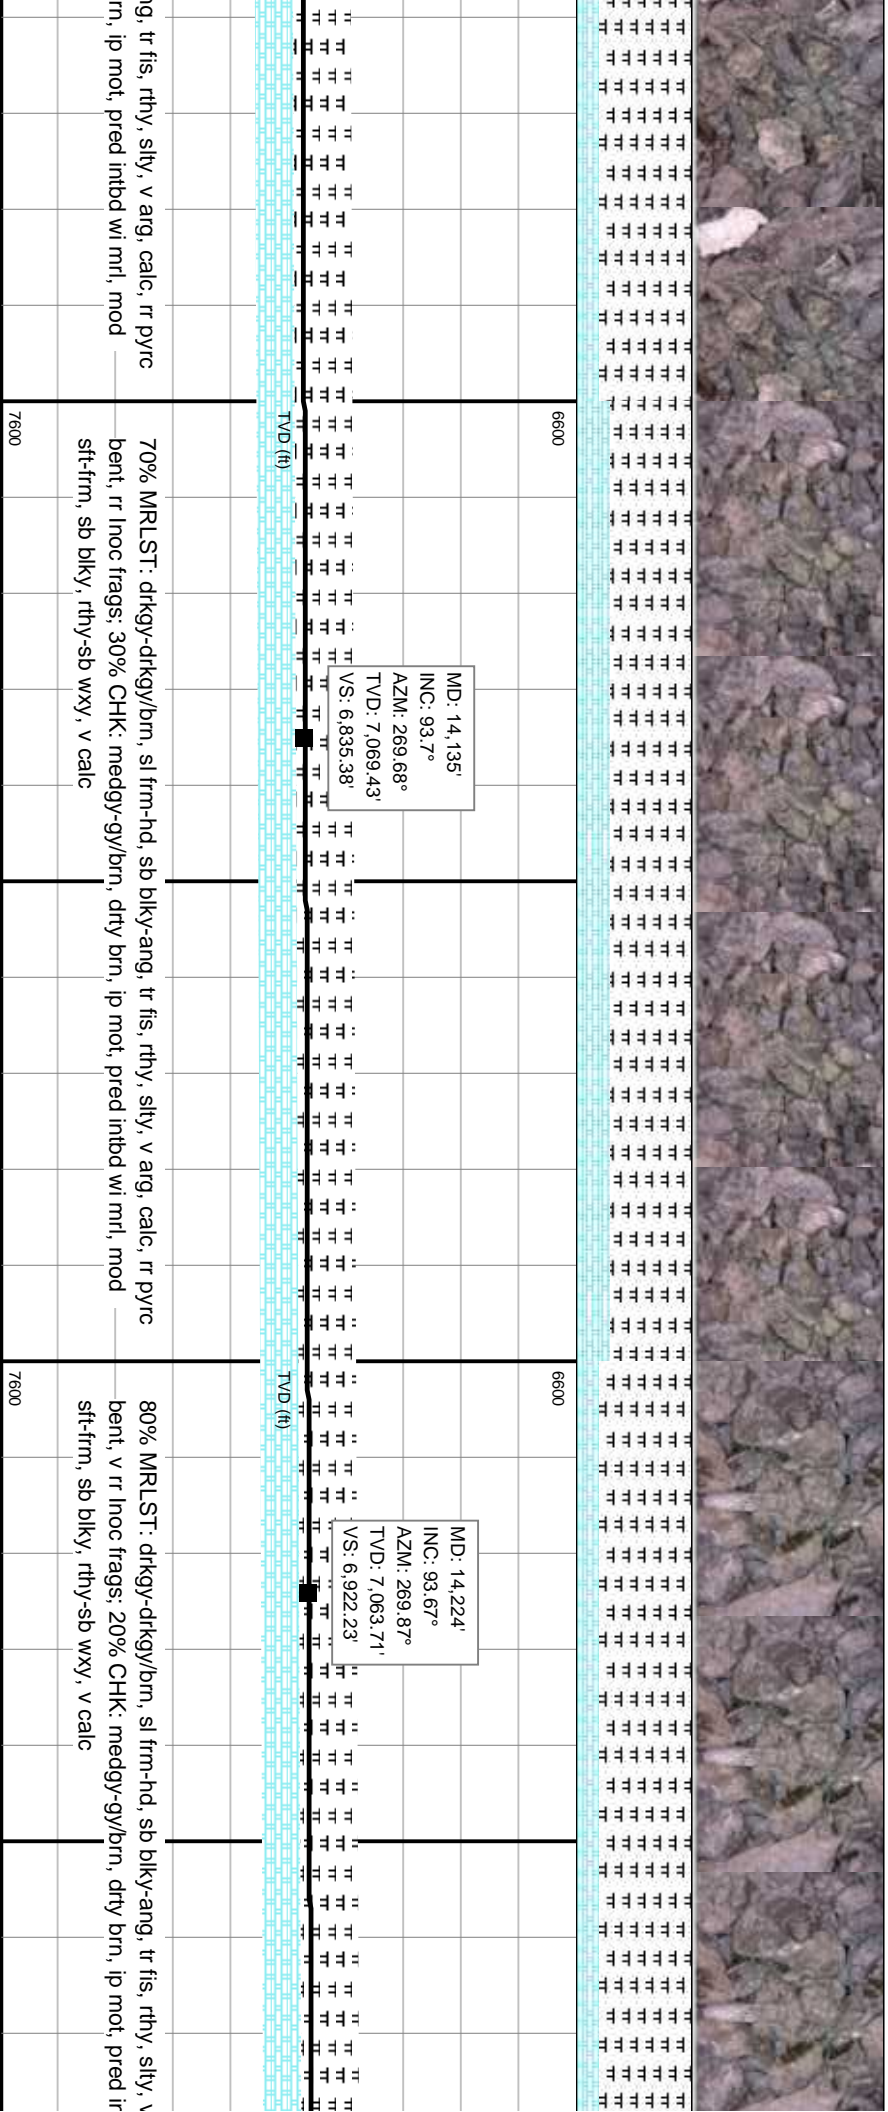 ng, tr fis, rthy, slty, v arg, calc, rr pyrc
rn, ip mot, pred intbd wi mrl, mod
6600
TVD (ft)
7600
70% MRLST: drkgy-drkgy/brn, sl frm-hd, sb blky-ang, tr fis, rthy, slty, v arg, calc, rr pyrc
bent, rr Inoc frags; 30% CHK: medgy-gy/brn, drty brn, ip mot, pred intbd wi mrl, mod
sft-frm, sb blky, rthy-sb wxy, v calc
MD: 14,135'
INC: 93.7°
AZM: 269.68°
TVD: 7,069.43'
VS: 6,835.38'
6600
TVD (ft)
7600
80% MRLST: drkgy-drkgy/brn, sl frm-hd, sb blky-ang, tr fis, rthy, slty, v
bent, v rr Inoc frags; 20% CHK: medgy-gy/brn, drty brn, ip mot, pred in
sft-frm, sb blky, rthy-sb wxy, v calc
MD: 14,224'
INC: 93.67°
AZM: 269.87°
TVD: 7,063.71'
VS: 6,922.23'